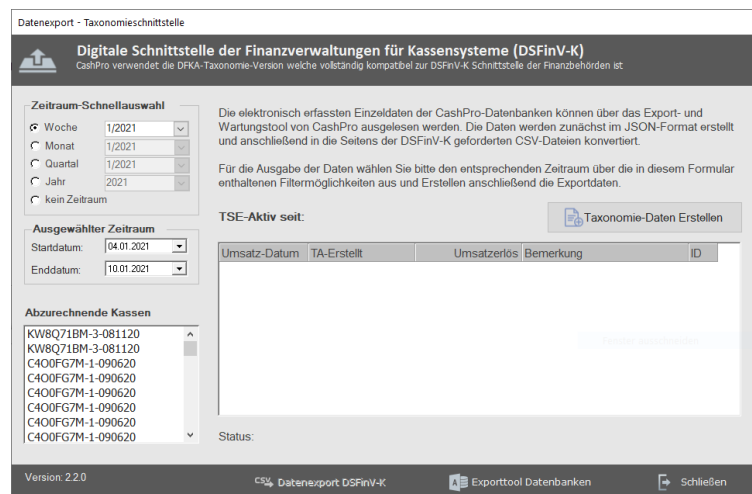 Datenexport - Taxonomieschnittstelle
Digitale Schnittstelle der Finanzverwaltungen für Kassensysteme (DSFinV-K)
CashPro verwendet die DFKA-Taxonomie-Version welche vollständig kompatibel zur DSFinV-K Schnittstelle der Finanzbehörden ist
Zeitraum-Schnellauswahl
Woche 1/2021
Monat 1/2021
Quartal 1/2021
Jahr 2021
kein Zeitraum
Ausgewählter Zeitraum
Startdatum: 04.01.2021
Enddatum: 10.01.2021
Abzurechnende Kassen
KW8Q71BM-3-081120
KW8Q71BM-3-081120
C4O0FG7M-1-090620
C4O0FG7M-1-090620
C4O0FG7M-1-090620
C4O0FG7M-1-090620
C4O0FG7M-1-090620
C4O0FG7M-1-090620
Die elektronisch erfassten Einzeldaten der CashPro-Datenbanken können über das Export- und
Wartungstool von CashPro ausgelesen werden. Die Daten werden zunächst im JSON-Format erstellt
und anschließend in die Seitens der DSFinV-K geforderten CSV-Dateien konvertiert.
Für die Ausgabe der Daten wählen Sie bitte den entsprechenden Zeitraum über die in diesem Formular
enthaltenen Filtermöglichkeiten aus und Erstellen anschließend die Exportdaten.
TSE-Aktiv seit:
Taxonomie-Daten Erstellen
Umsatz-Datum TA-Erstellt Umsatzerlös Bemerkung ID
Status:
Version: 2.2.0
CSV Datenexport DSFinV-K
A Exporttool Datenbanken
Schließen